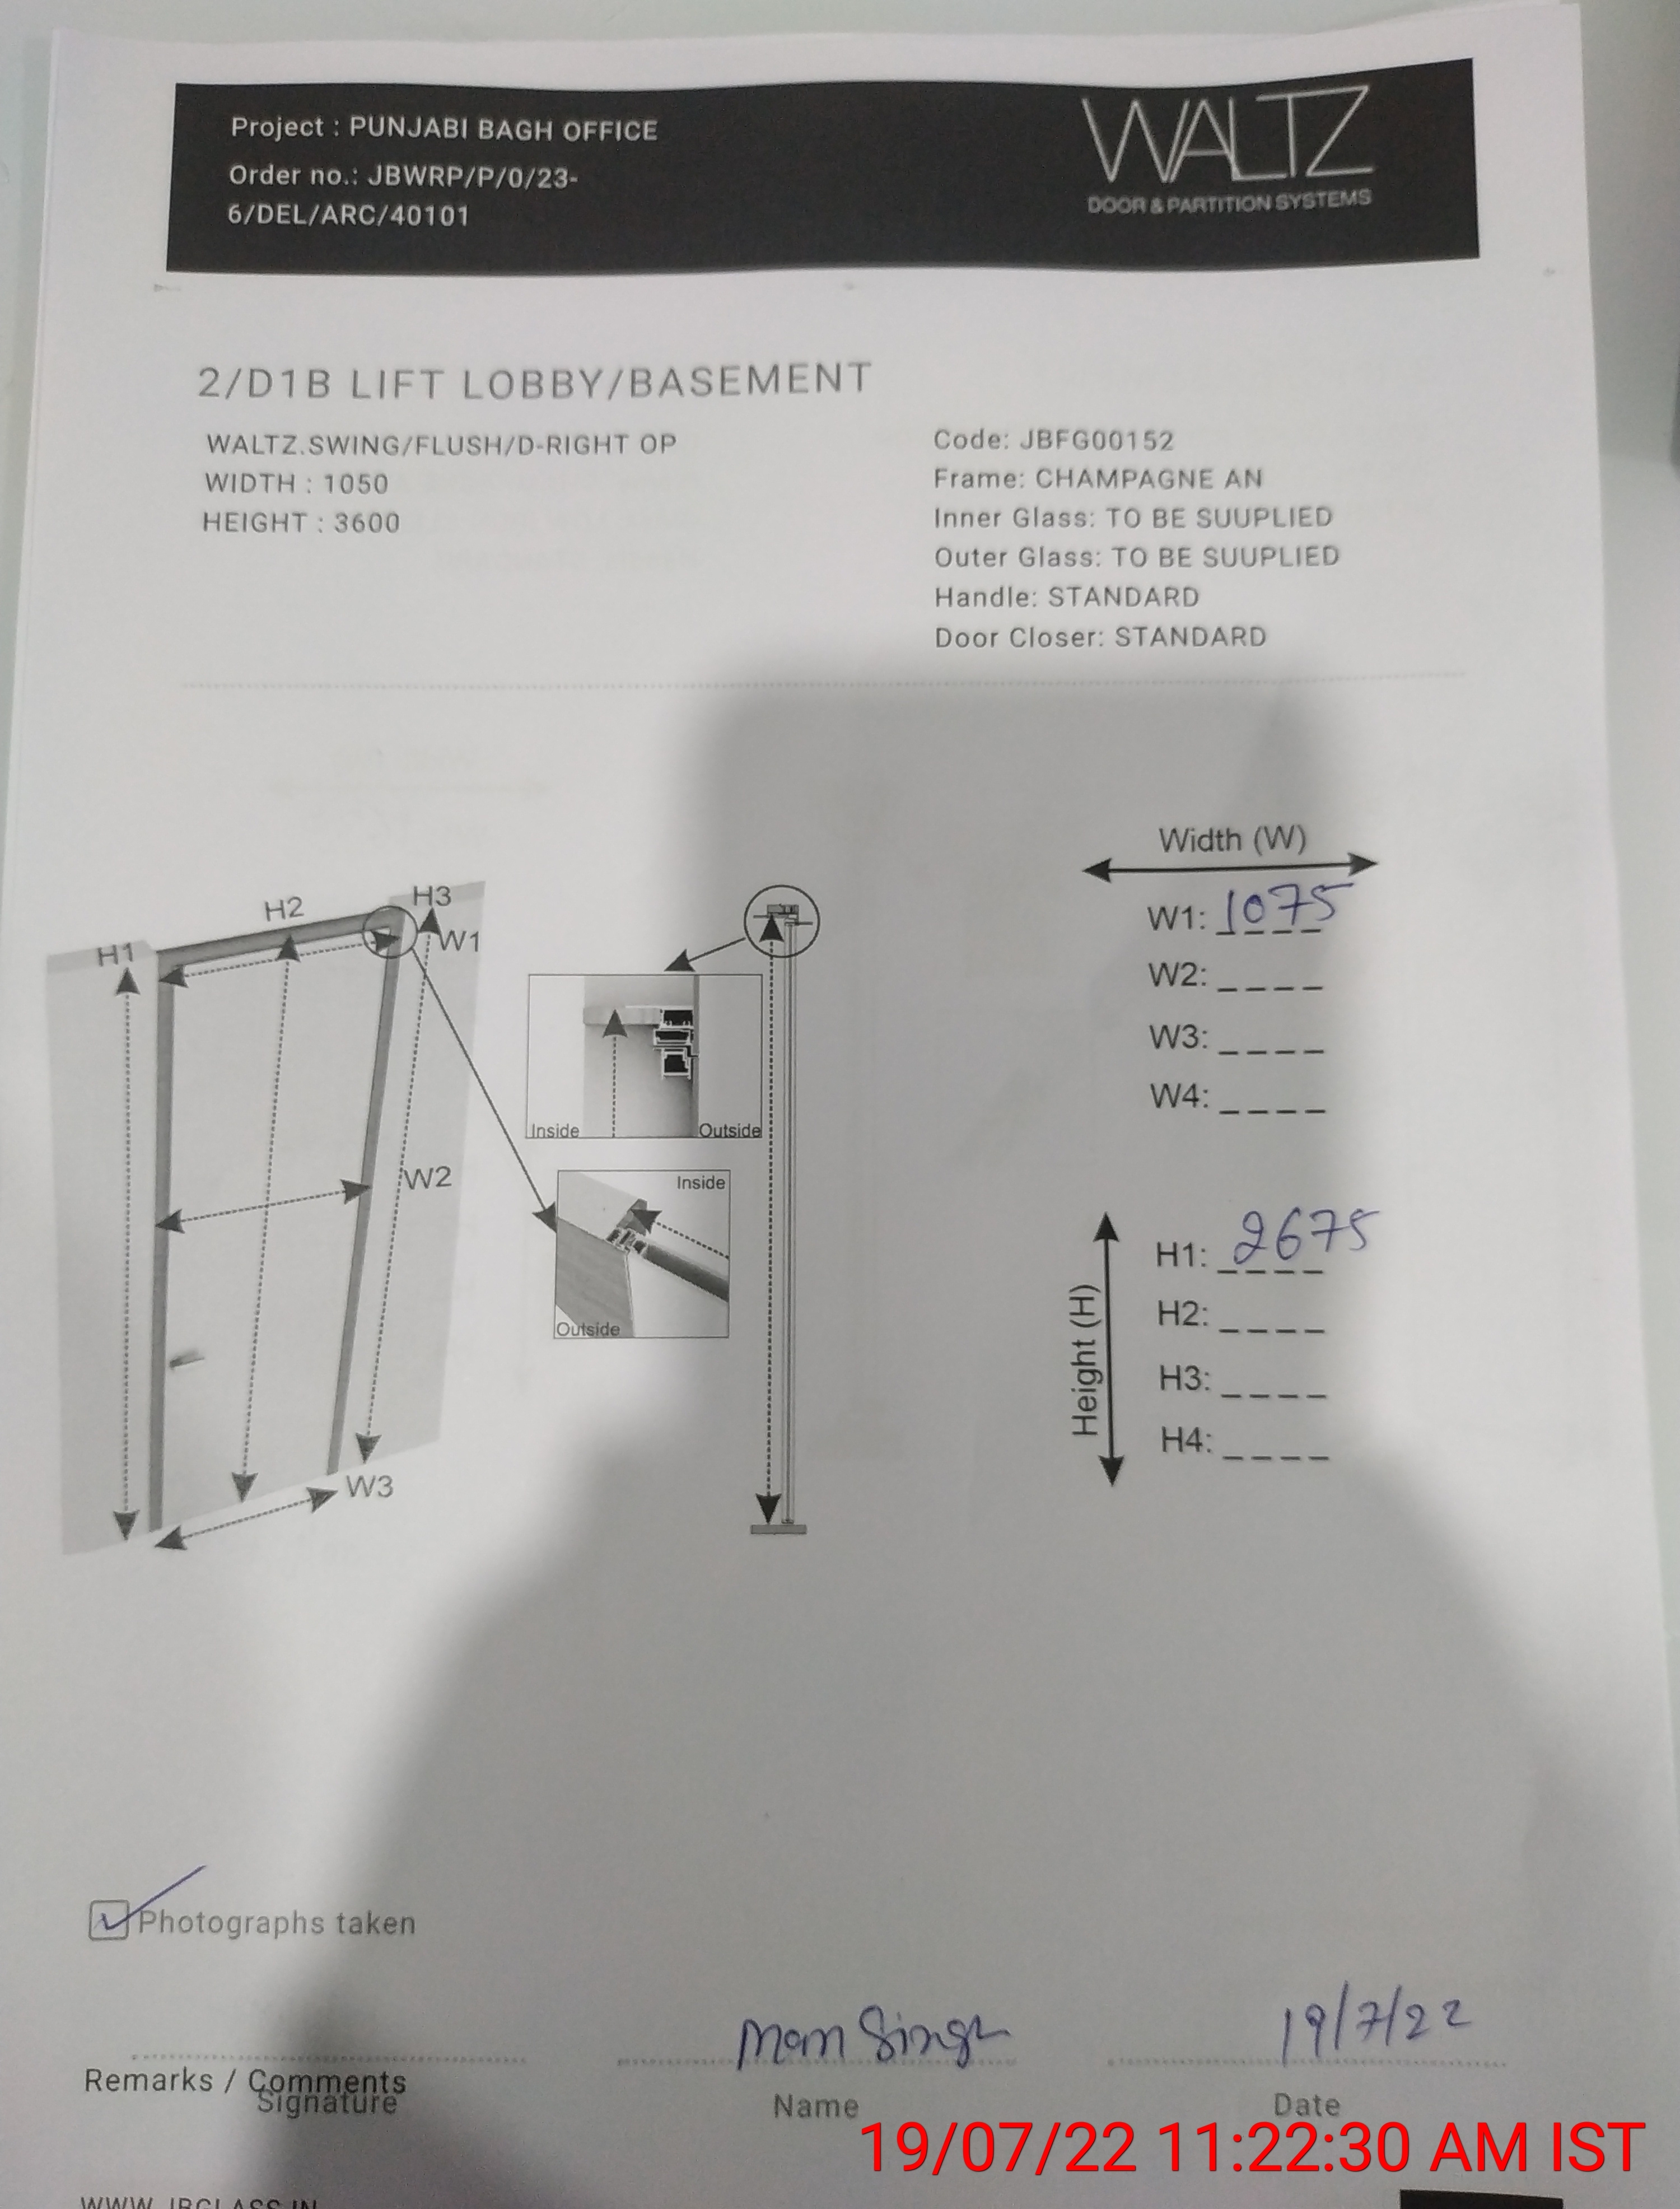 Project : PUNJABI BAGH OFFICE
Order no.: JBWRP/P/0/23-
6/DEL/ARC/40101
WALTZ
DOOR & PARTITION SYSTEMS
2/D1B LIFT LOBBY/BASEMENT
WALTZ.SWING/FLUSH/D-RIGHT OP
WIDTH : 1050
HEIGHT : 3600
Code: JBFG00152
Frame: CHAMPAGNE AN
Inner Glass: TO BE SUUPLIED
Outer Glass: TO BE SUUPLIED
Handle: STANDARD
Door Closer: STANDARD
H1
H2
H3
W1
W2
W3
Inside
Outside
Inside
Outside
Width (W)
W1: 1075
W2: ____
W3: ____
W4: ____
Height (H)
H1: 2675
H2: ____
H3: ____
H4: ____
Photographs taken
Remarks / Comments
Signature
Mam Singh
Name
19/7/22
Date
19/07/22 11:22:30 AM IST
WWW.JBGLASS.IN